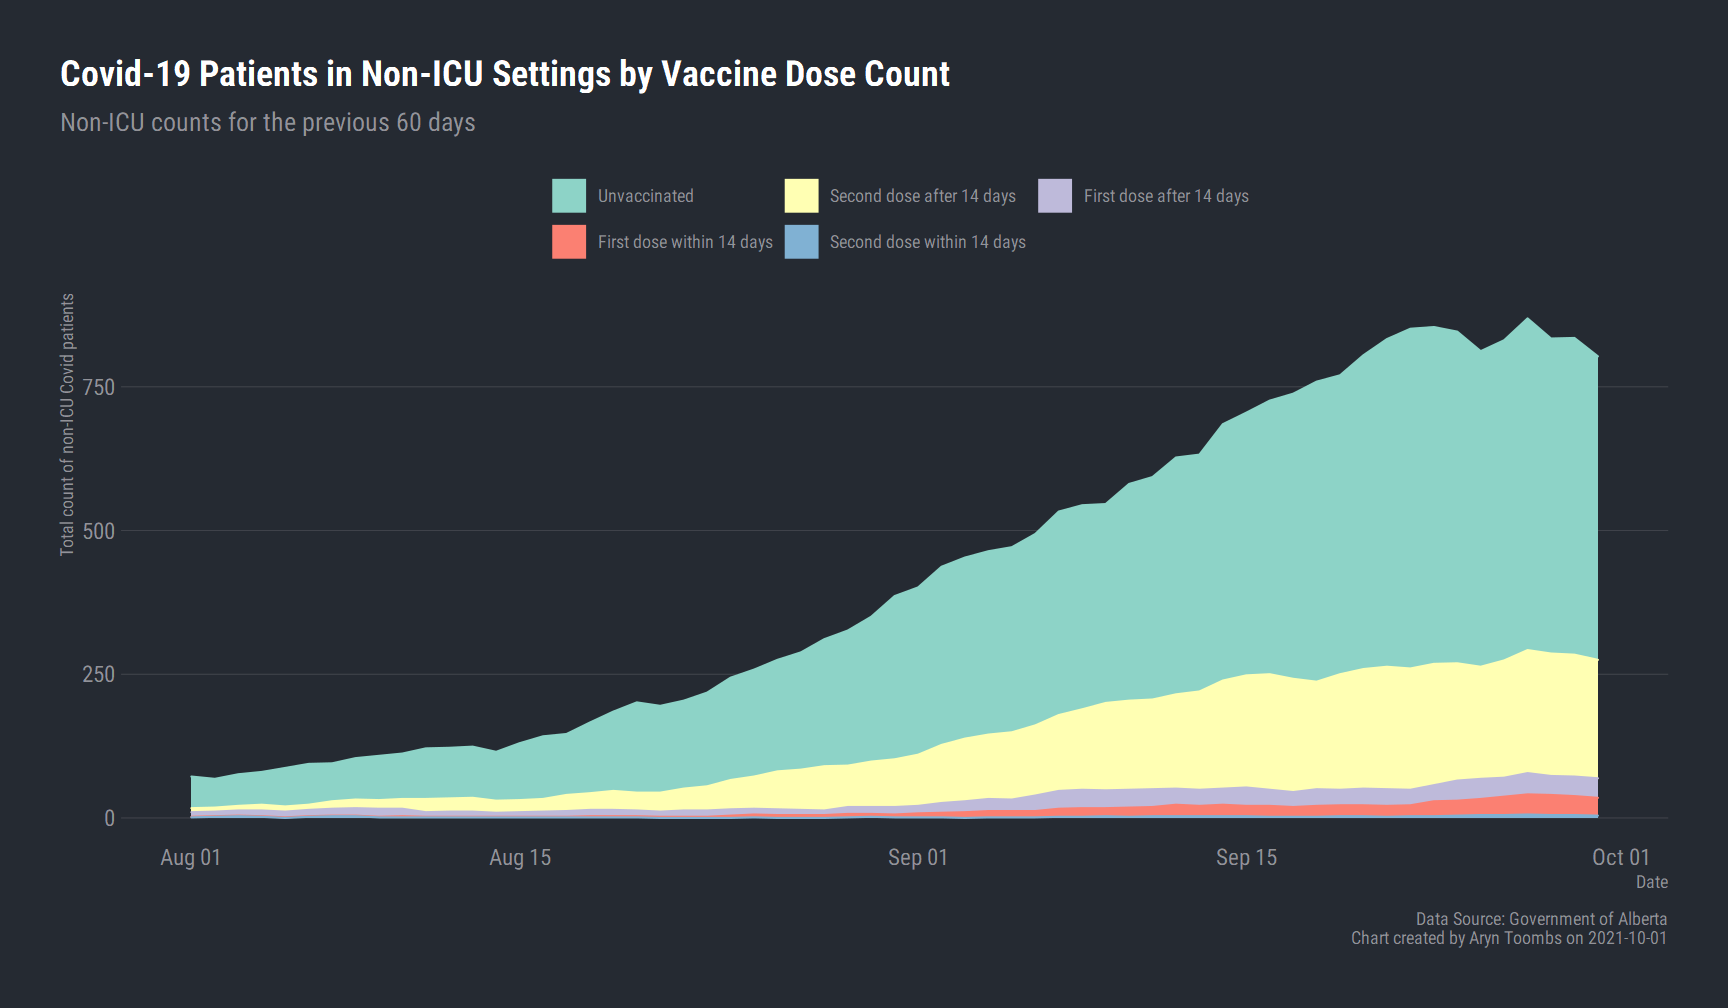 Covid-19 Patients in Non-ICU Settings by Vaccine Dose Count
Non-ICU counts for the previous 60 days
Unvaccinated
Second dose after 14 days
First dose after 14 days
First dose within 14 days
Second dose within 14 days
Total count of non-ICU Covid patients
750
500
250
0
Aug 01
Aug 15
Sep 01
Sep 15
Oct 01
Date
Data Source: Government of Alberta
Chart created by Aryn Toombs on 2021-10-01